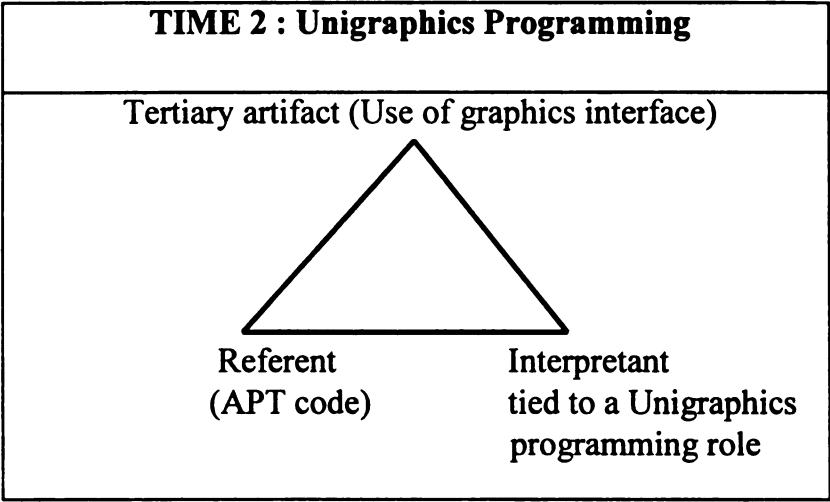 TIME 2 : Unigraphics Programming
Tertiary artifact (Use of graphics interface)
Referent
(APT code)
Interpretant
tied to a Unigraphics
programming role